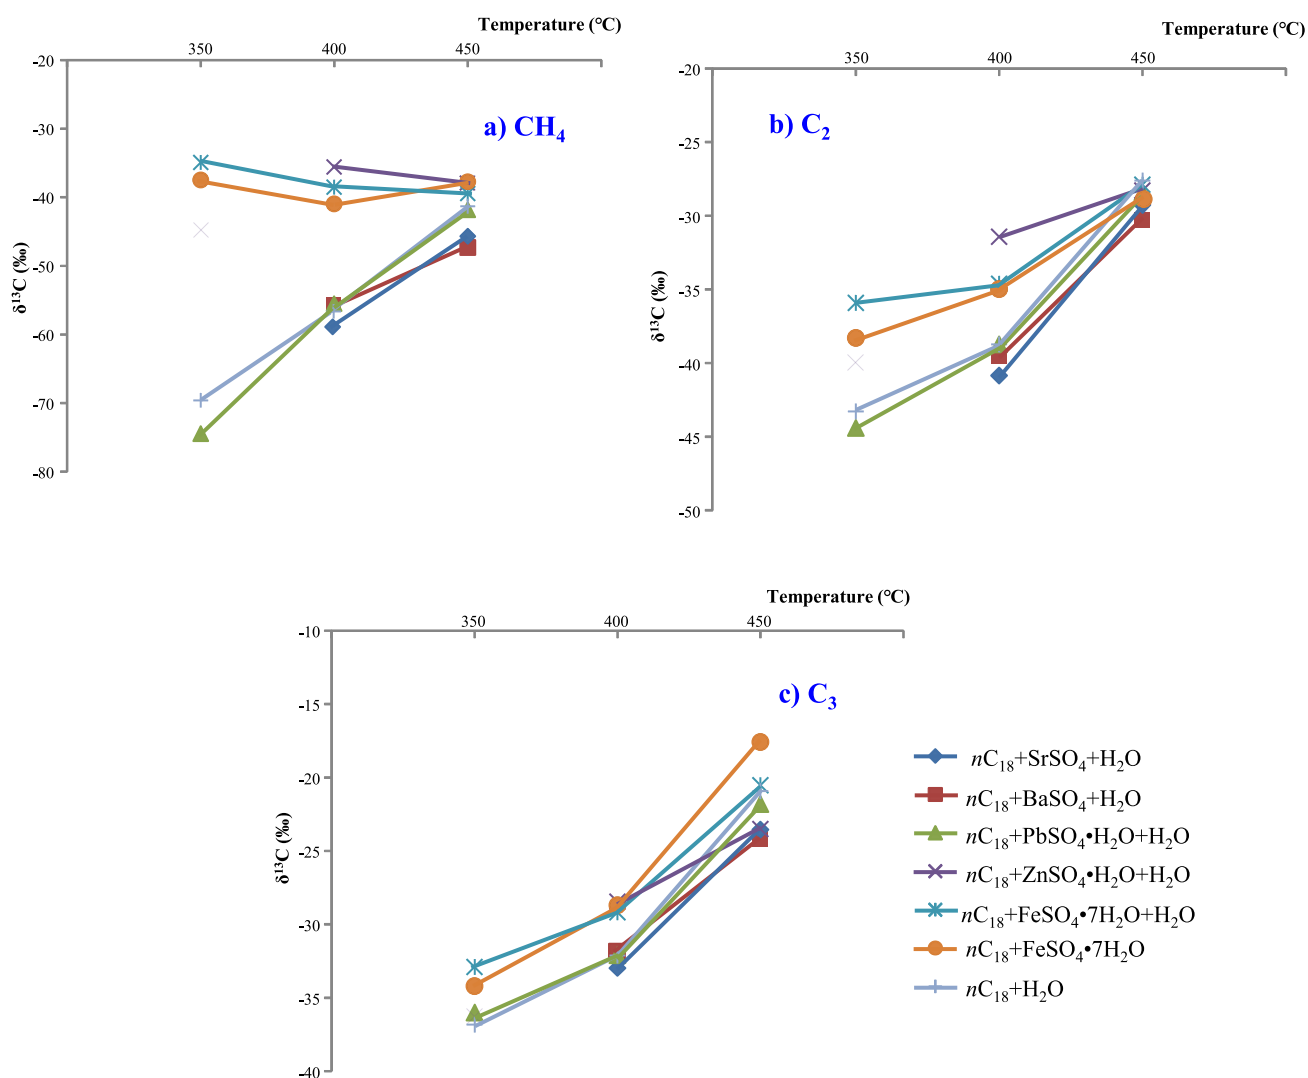 Temperature (℃)
350 400 450
-20
-30
-40
-50
-60
-70
-80
δ¹³C (‰)
a) CH₄
Temperature (℃)
350 400 450
-20
-25
-30
-35
-40
-45
-50
δ¹³C (‰)
b) C₂
Temperature (℃)
350 400 450
-10
-15
-20
-25
-30
-35
-40
δ¹³C (‰)
c) C₃
nC₁₈+SrSO₄+H₂O
nC₁₈+BaSO₄+H₂O
nC₁₈+PbSO₄•H₂O+H₂O
nC₁₈+ZnSO₄•H₂O+H₂O
nC₁₈+FeSO₄•7H₂O+H₂O
nC₁₈+FeSO₄•7H₂O
nC₁₈+H₂O